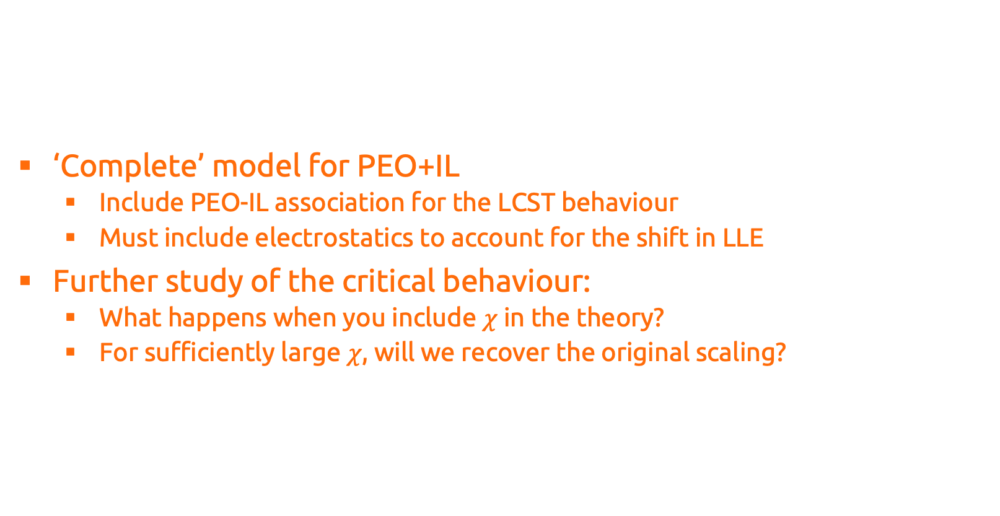 ▪ ‘Complete’ model for PEO+IL
▪ Include PEO-IL association for the LCST behaviour
▪ Must include electrostatics to account for the shift in LLE
▪ Further study of the critical behaviour:
▪ What happens when you include 𝜒 in the theory?
▪ For sufficiently large 𝜒, will we recover the original scaling?